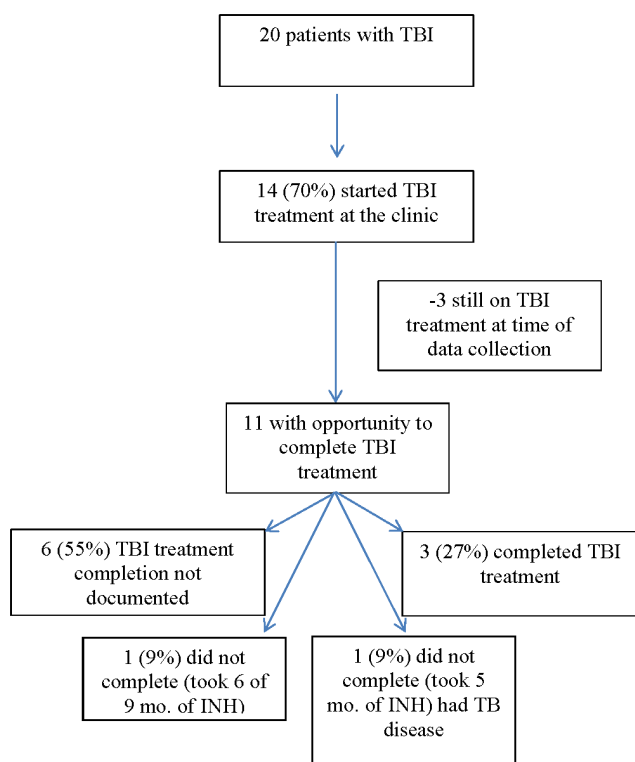 20 patients with TBI
14 (70%) started TBI
treatment at the clinic
-3 still on TBI
treatment at time of
data collection
11 with opportunity to
complete TBI
treatment
6 (55%) TBI treatment
completion not
documented
3 (27%) completed TBI
treatment
1 (9%) did not
complete (took 6 of
9 mo. of INH)
1 (9%) did not
complete (took 5
mo. of INH) had TB
disease